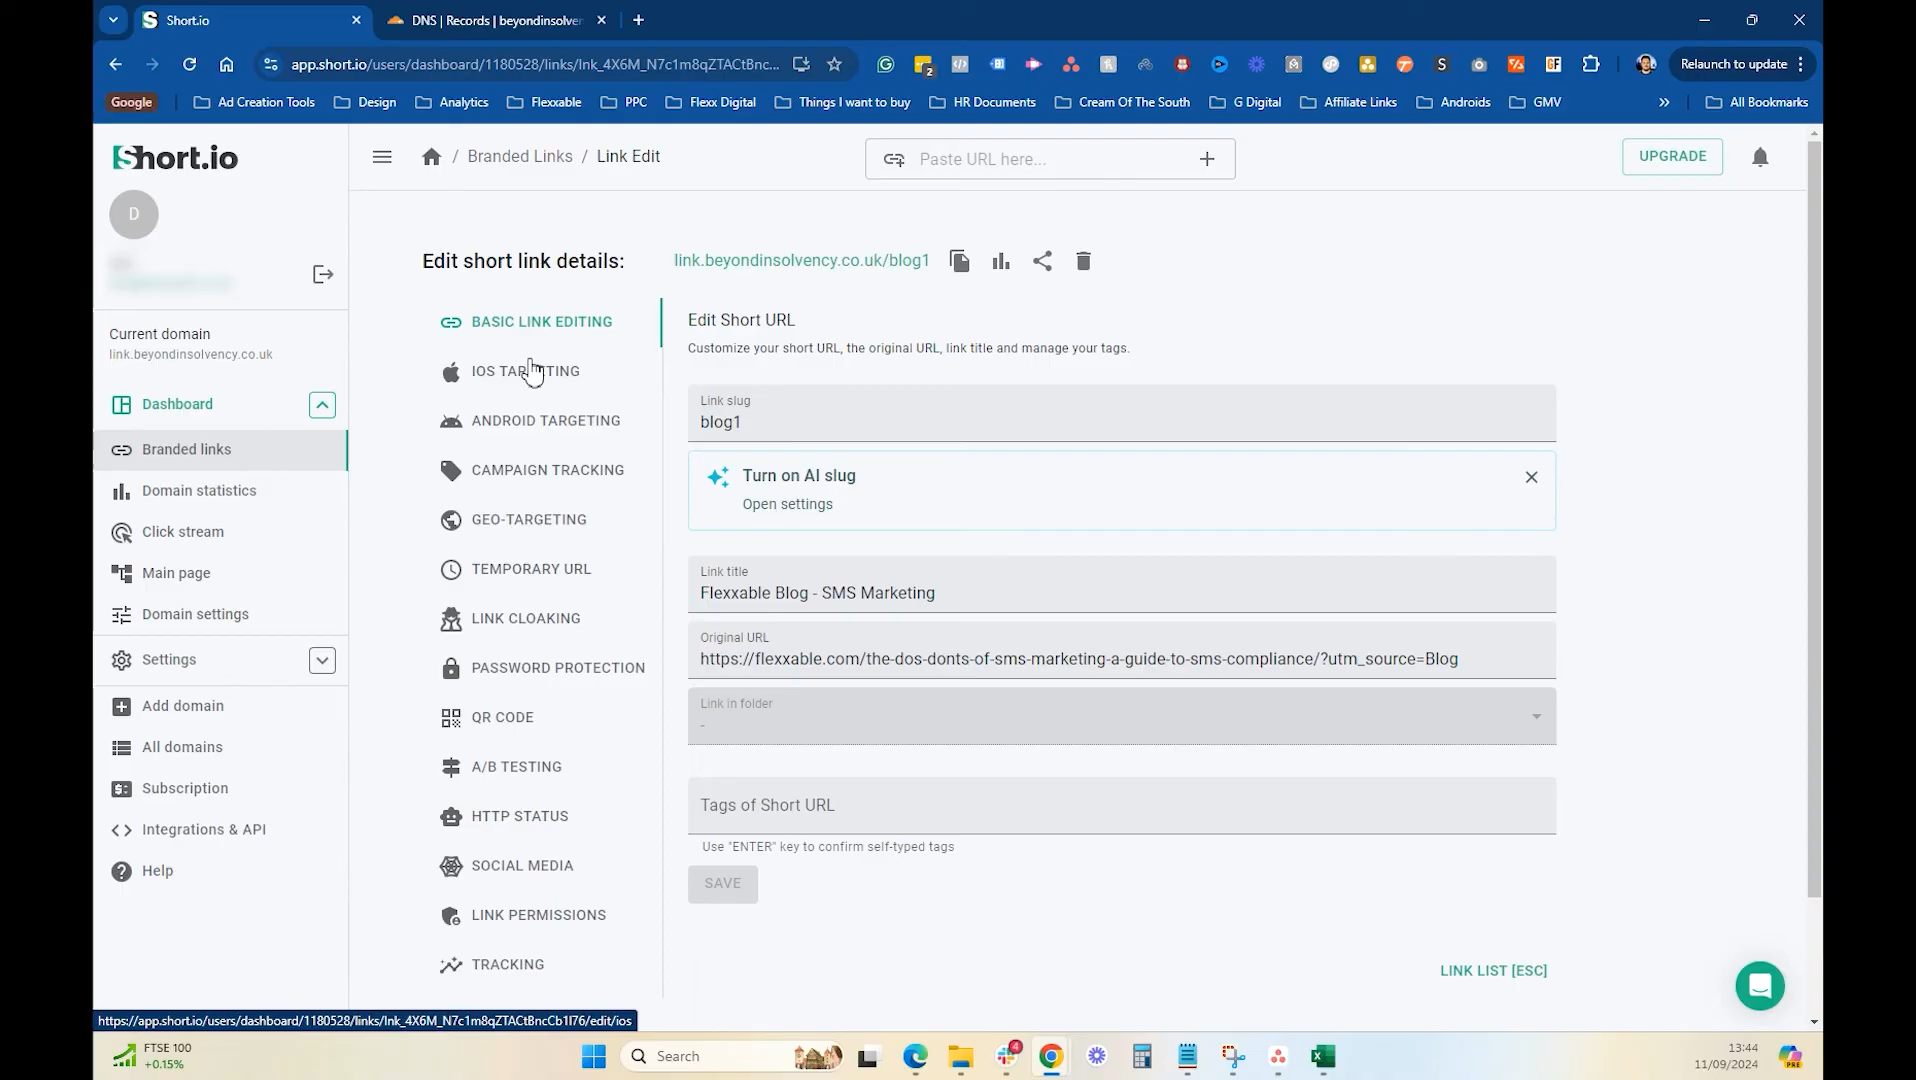 Short.io
DNS | Records | beyondinsolven
app.short.io/users/dashboard/1180528/links/lnk_4X6M_N7c1m8qZTACtBnc...
2
S
GF
Relaunch to update
Google
Ad Creation Tools
Design
Analytics
Flexxable
PPC
Flexx Digital
Things I want to buy
HR Documents
Cream Of The South
G Digital
Affiliate Links
Androids
GMV
All Bookmarks
Short.io
/ Branded Links / Link Edit
Paste URL here...
UPGRADE
D
Current domain
link.beyondinsolvency.co.uk
Dashboard
Branded links
Domain statistics
Click stream
Main page
Domain settings
Settings
Add domain
All domains
Subscription
Integrations & API
Help
Edit short link details:
link.beyondinsolvency.co.uk/blog1
BASIC LINK EDITING
IOS TARGETING
ANDROID TARGETING
CAMPAIGN TRACKING
GEO-TARGETING
TEMPORARY URL
LINK CLOAKING
PASSWORD PROTECTION
QR CODE
A/B TESTING
HTTP STATUS
SOCIAL MEDIA
LINK PERMISSIONS
TRACKING
Edit Short URL
Customize your short URL, the original URL, link title and manage your tags.
Link slug
blog1
Turn on AI slug
Open settings
Link title
Flexxable Blog - SMS Marketing
Original URL
https://flexxable.com/the-dos-donts-of-sms-marketing-a-guide-to-sms-compliance/?utm_source=Blog
Link in folder
-
Tags of Short URL
Use "ENTER" key to confirm self-typed tags
SAVE
LINK LIST [ESC]
https://app.short.io/users/dashboard/1180528/links/lnk_4X6M_N7c1m8qZTACtBncCb1I76/edit/ios
FTSE 100
+0.15%
Search
4
13:44
11/09/2024
PRE